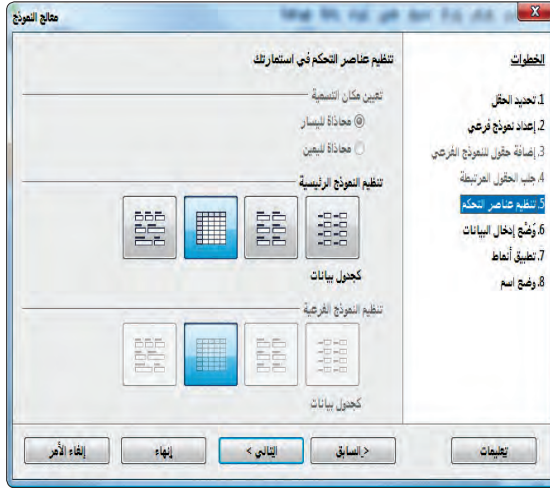 معالج النموذج
الخطوات
1. تحديد الحقل
2. إعداد نموذج فرعي
3. إضافة حقول للنموذج الفرعي
4. جلب الحقول المرتبطة
5. تنظيم عناصر التحكم
6. وَضْع إدخال البيانات
7. تطبيق أنماط
8. وضع اسم
تنظيم عناصر التحكم في استمارتك
تعيين مكان التسمية
محاذاة لليسار
محاذاة لليمين
تنظيم النموذج الرئيسية
كجدول بيانات
تنظيم النموذج الفرعية
كجدول بيانات
تعليمات
< السابق
التالي >
إنهاء
إلغاء الأمر